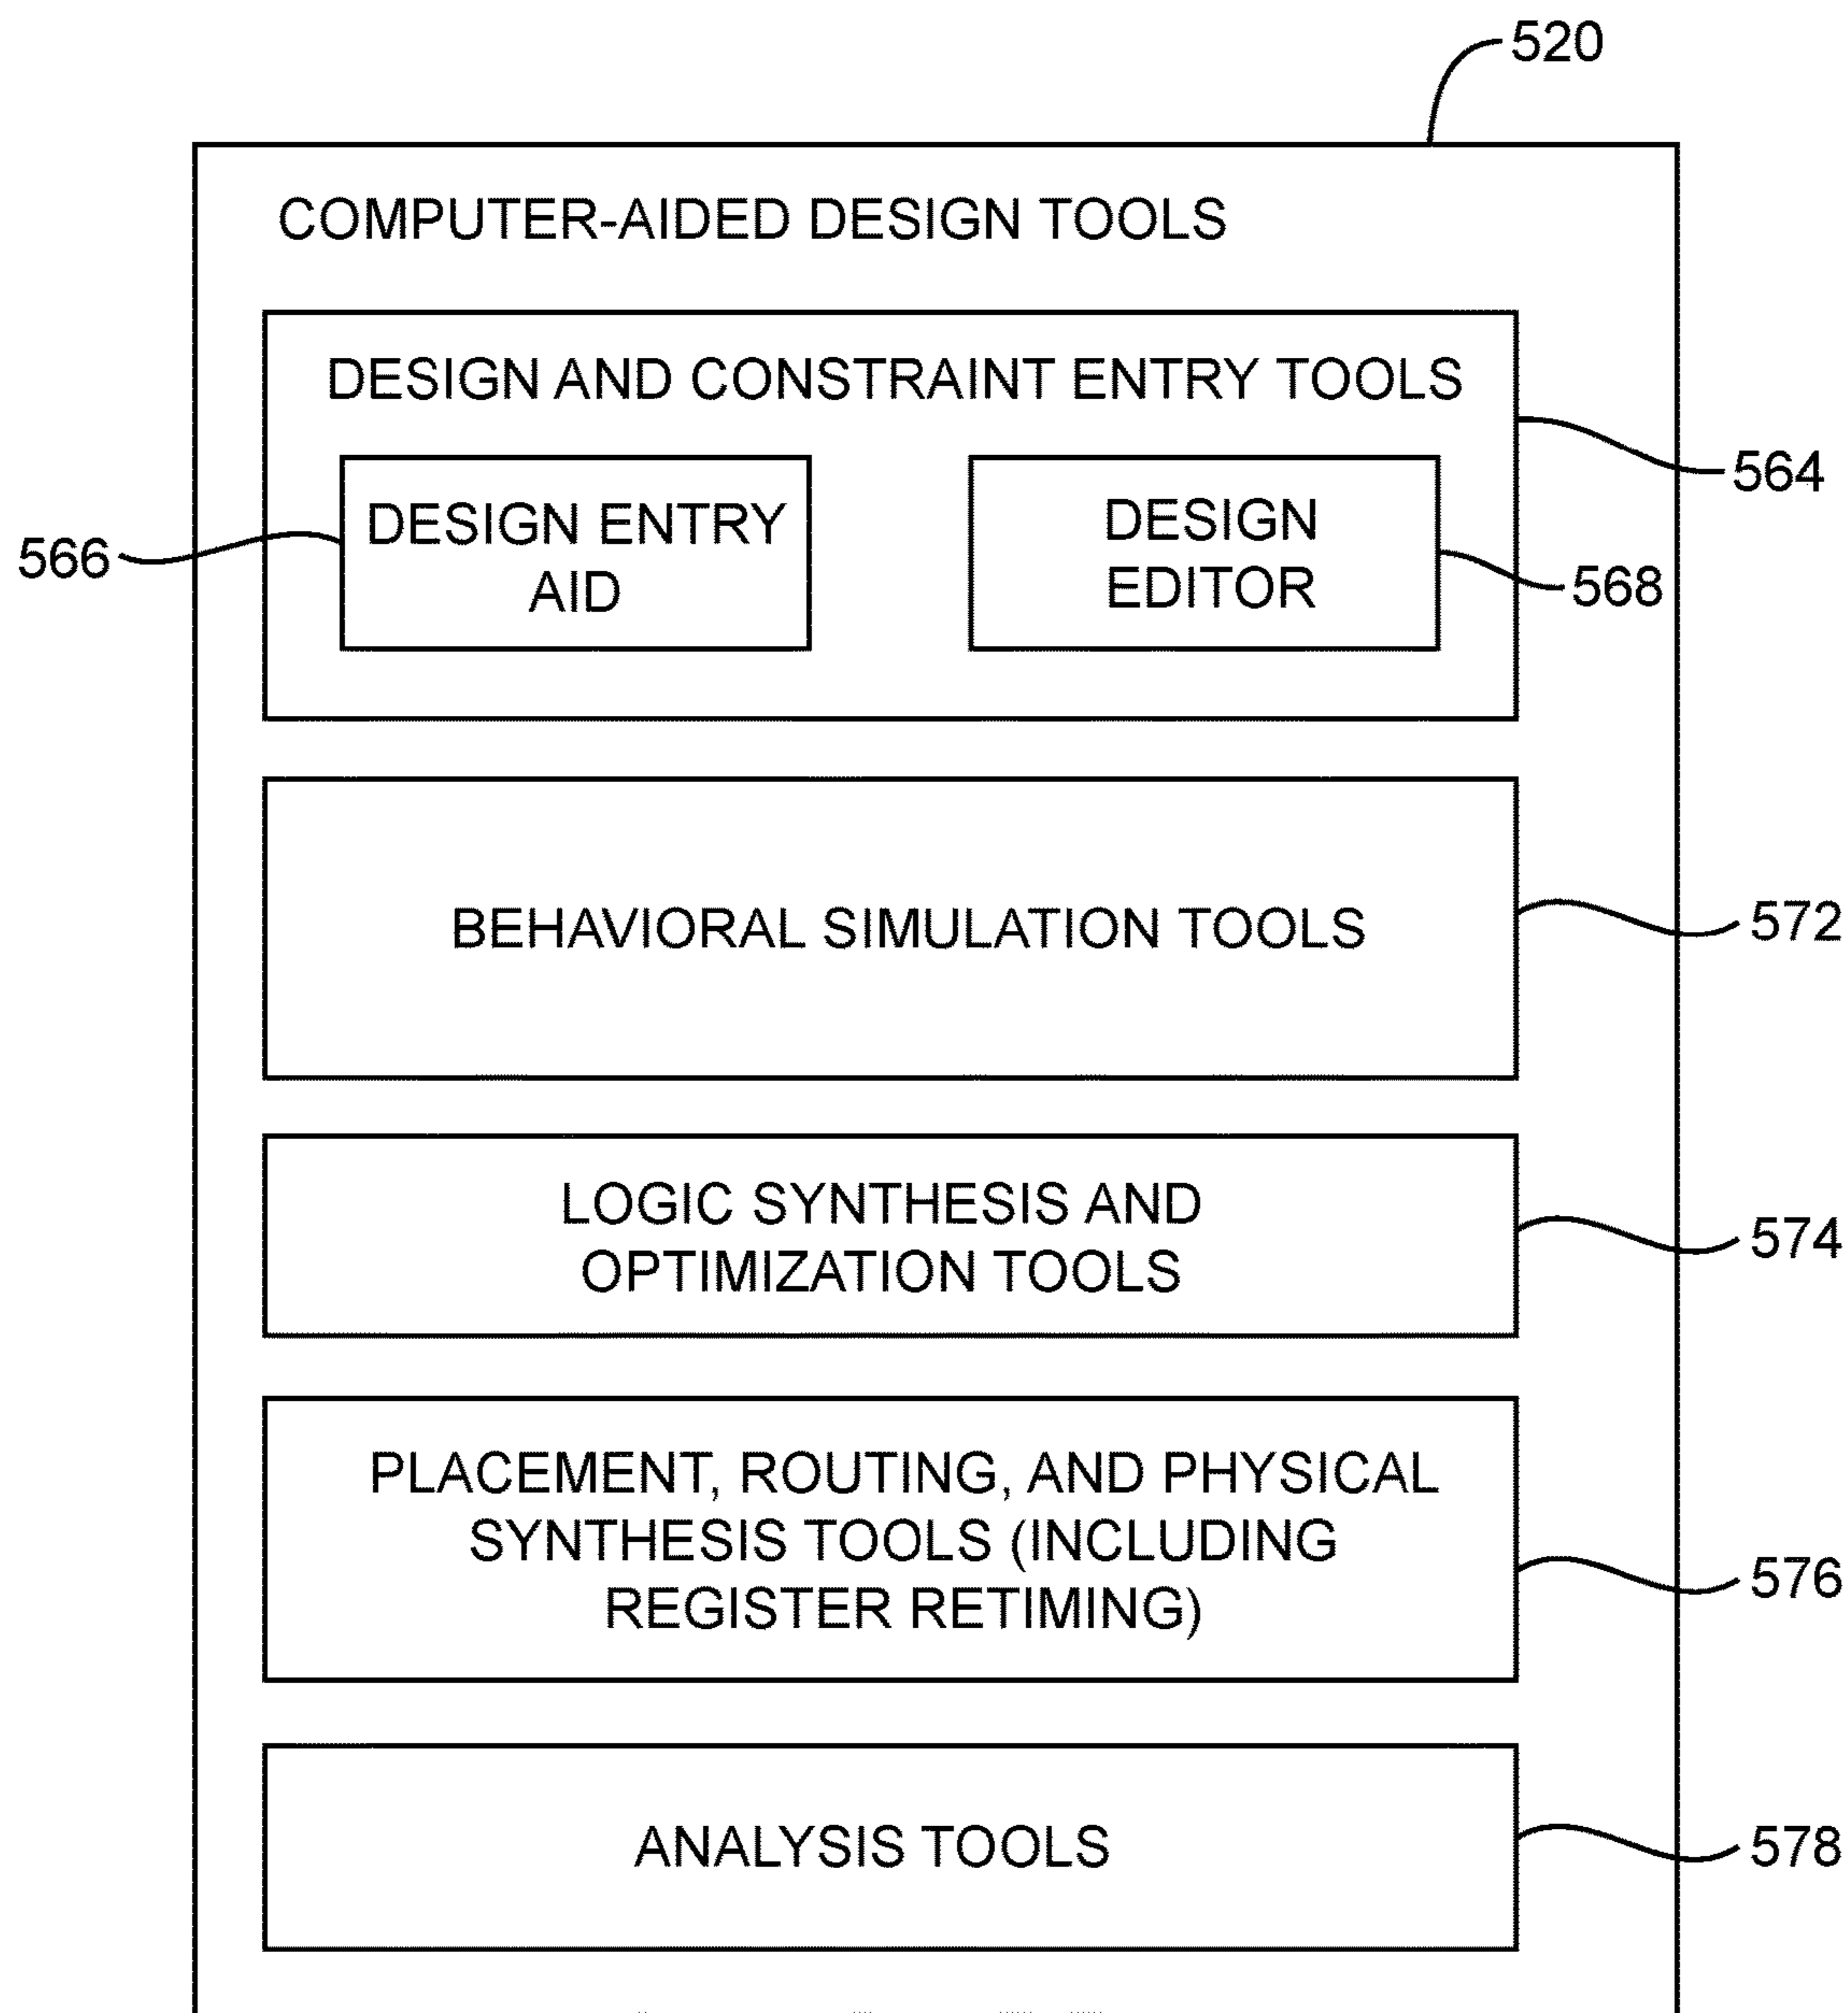 520
COMPUTER-AIDED DESIGN TOOLS
DESIGN AND CONSTRAINT ENTRY TOOLS
564
DESIGN ENTRY
AID
566
DESIGN
EDITOR
568
BEHAVIORAL SIMULATION TOOLS
572
LOGIC SYNTHESIS AND
OPTIMIZATION TOOLS
574
PLACEMENT, ROUTING, AND PHYSICAL
SYNTHESIS TOOLS (INCLUDING
REGISTER RETIMING)
576
ANALYSIS TOOLS
578